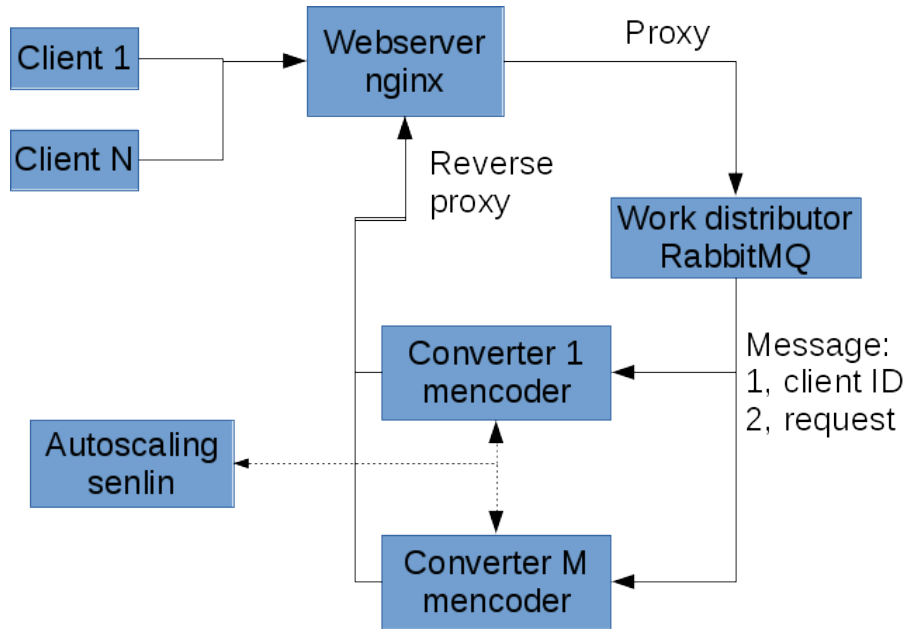 Client 1
Client N
Webserver
nginx
Proxy
Reverse
proxy
Work distributor
RabbitMQ
Message:
1, client ID
2, request
Converter 1
mencoder
Autoscaling
senlin
Converter M
mencoder